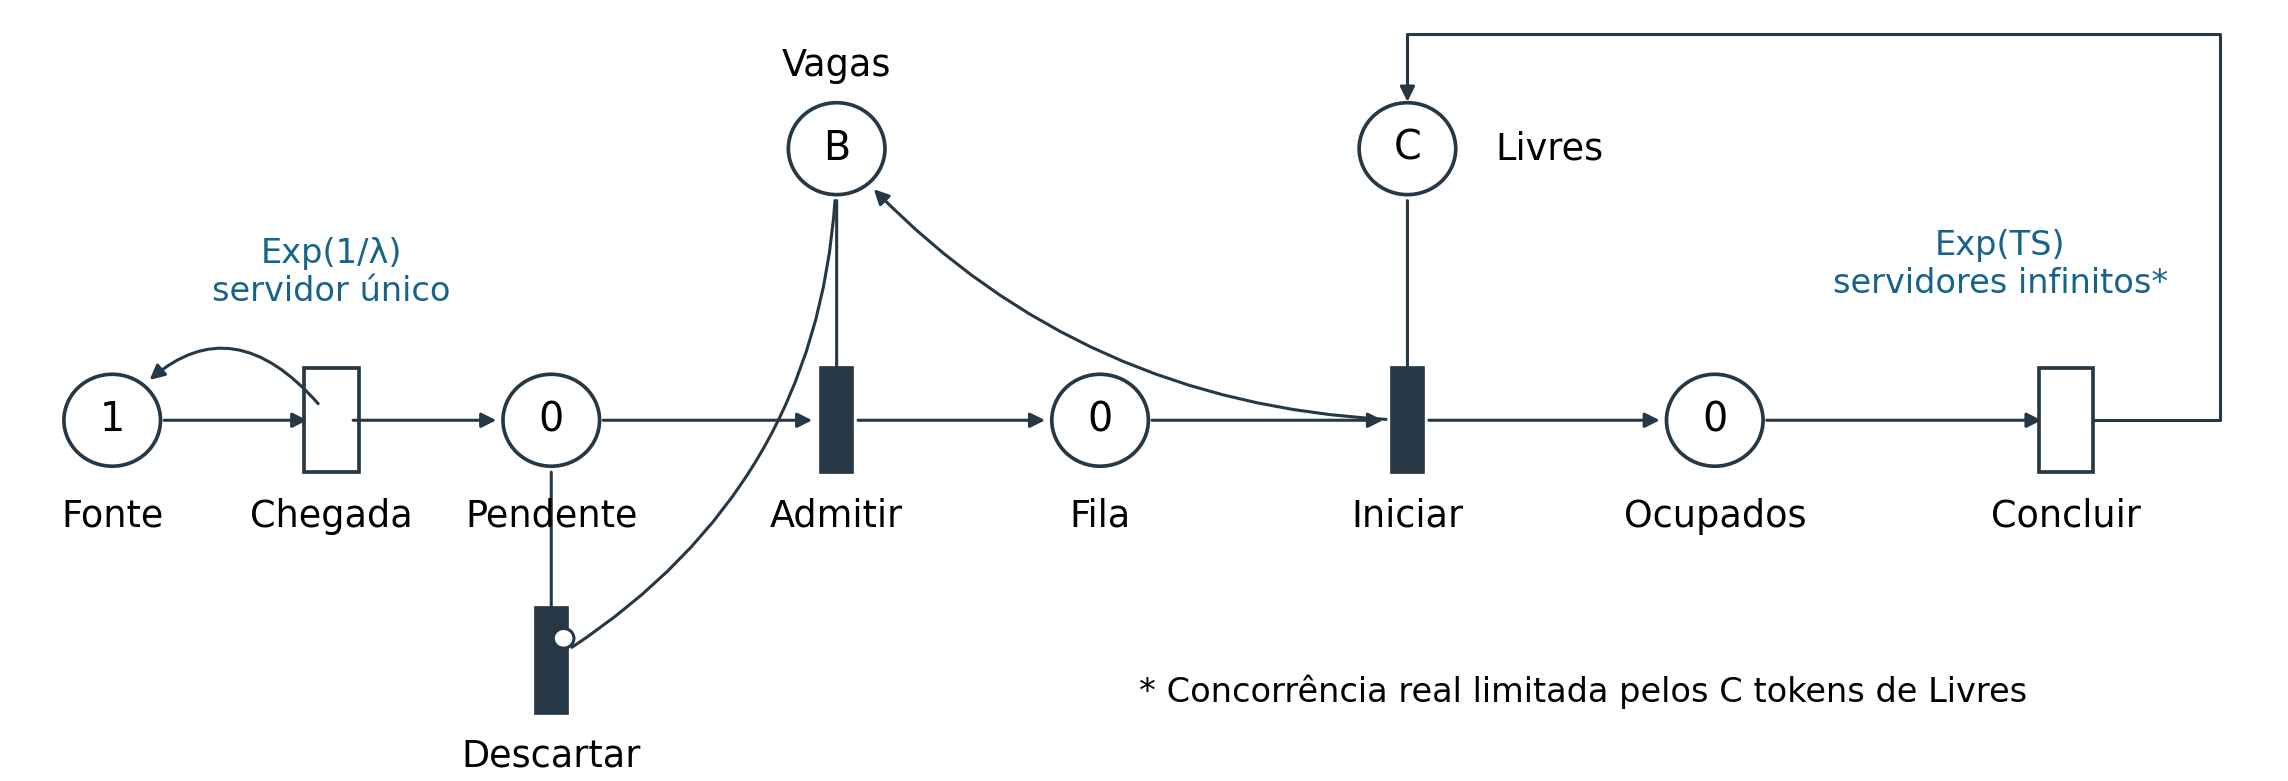 Vagas
B
C
Livres
Exp(1/λ)
servidor único
Exp(TS)
servidores infinitos*
1
0
0
0
Fonte
Chegada
Pendente
Admitir
Fila
Iniciar
Ocupados
Concluir
* Concorrência real limitada pelos C tokens de Livres
Descartar